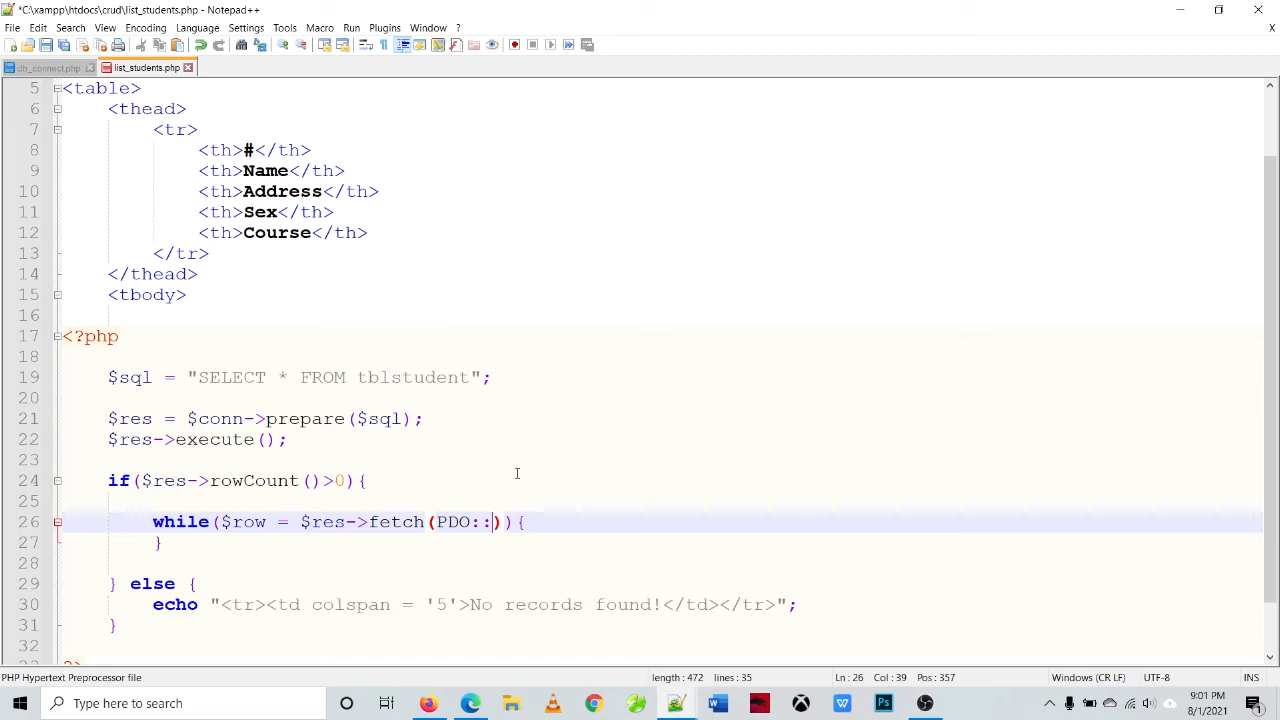 *C:\xampp\htdocs\crud\list_students.php - Notepad++
File Edit Search View Encoding Language Settings Tools Macro Run Plugins Window ?
X
db_connect.php list_students.php
5 <table>
6 <thead>
7 <tr>
8 <th>#</th>
9 <th>Name</th>
10 <th>Address</th>
11 <th>Sex</th>
12 <th>Course</th>
13 </tr>
14 </thead>
15 <tbody>
16
17 <?php
18
19 $sql = "SELECT * FROM tblstudent";
20
21 $res = $conn->prepare($sql);
22 $res->execute();
23
24 if($res->rowCount()>0){
25
26 while($row = $res->fetch(PDO::)){
27 }
28
29 } else {
30 echo "<tr><td colspan = '5'>No records found!</td></tr>";
31 }
32
33 ?>
PHP Hypertext Preprocessor file length : 472 lines : 35 Ln : 26 Col : 39 Pos : 357 Windows (CR LF) UTF-8 INS
Type here to search
9:01 PM
8/1/2021